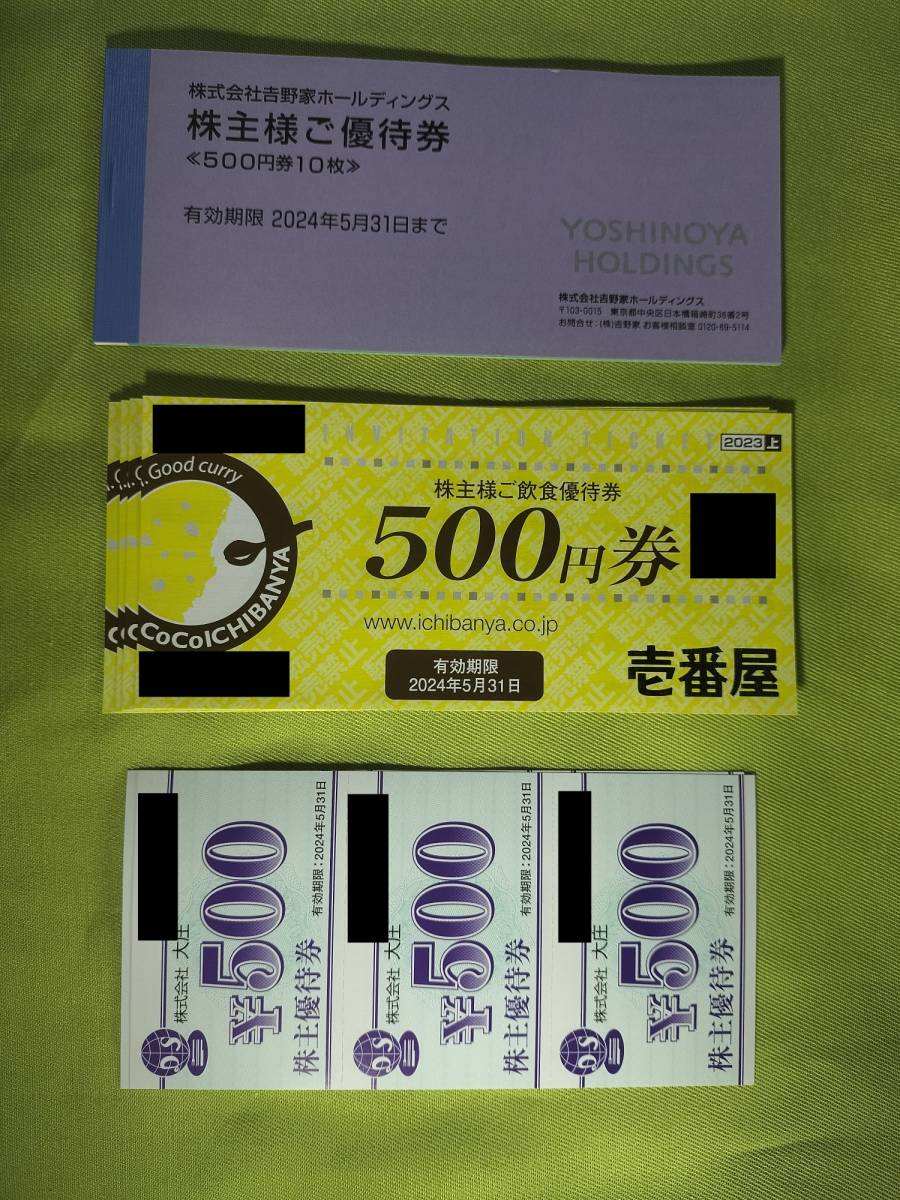 株式会社𠮷野家ホールディングス
株主様ご優待券
≪500円券10枚≫
有効期限 2024年5月31日まで
YOSHINOYA
HOLDINGS
株式会社𠮷野家ホールディングス
〒103-0015 東京都中央区日本橋箱崎町36番2号
お問合せ:(株)𠮷野家 お客様相談室 0120-69-5114
INVITATION TICKET
2023上
Good curry
CoCoICHIBANYA
株主様ご飲食優待券
500円券
www.ichibanya.co.jp
有効期限
2024年5月31日
壱番屋
株式会社 大庄
¥500
株主優待券
有効期限:2024年5月31日
株式会社 大庄
¥500
株主優待券
有効期限:2024年5月31日
株式会社 大庄
¥500
株主優待券
有効期限:2024年5月31日